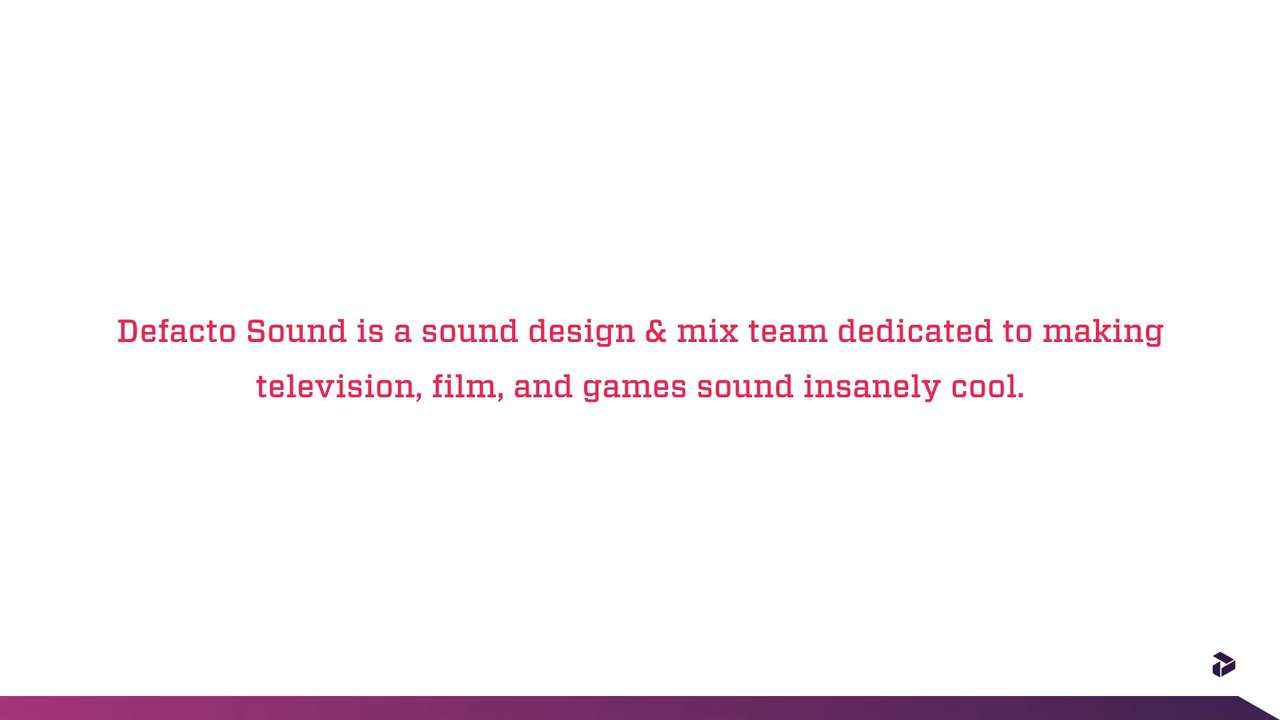 Defacto Sound is a sound design & mix team dedicated to making
television, film, and games sound insanely cool.